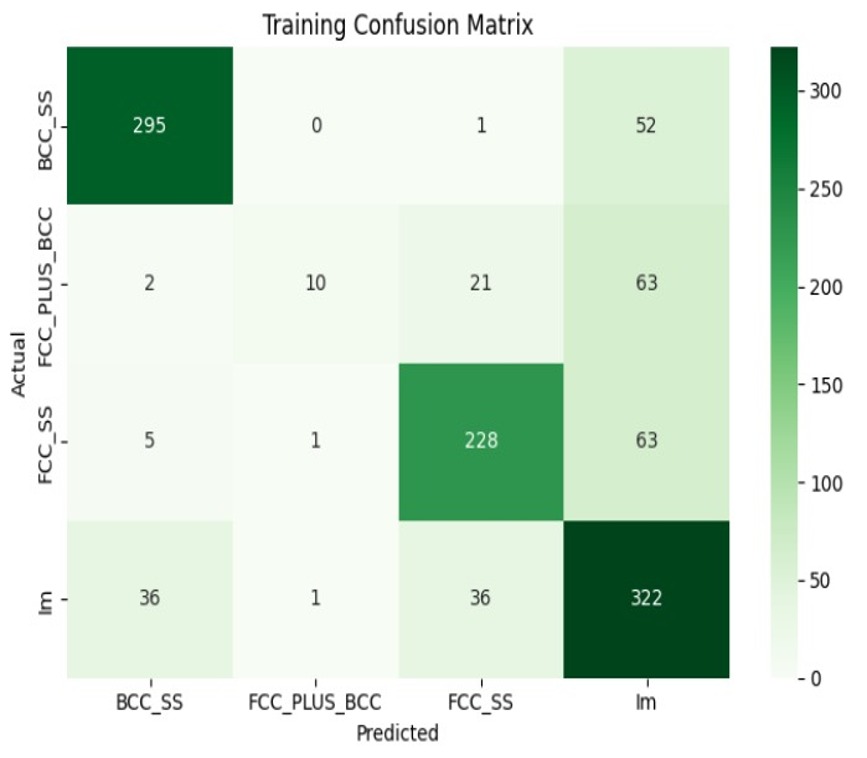 Training Confusion Matrix
Actual
BCC_SS
295 0 1 52
FCC_PLUS_BCC
2 10 21 63
FCC_SS
5 1 228 63
Im
36 1 36 322
BCC_SS FCC_PLUS_BCC FCC_SS Im
Predicted
300
250
200
150
100
50
0